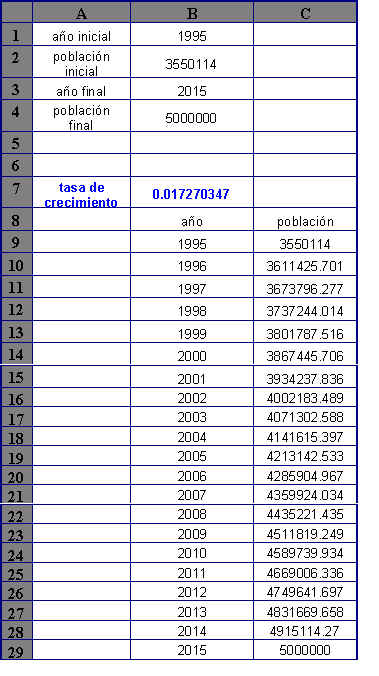 A B C
1 año inicial 1995
2 población
inicial 3550114
3 año final 2015
4 población
final 5000000
5
6
7 tasa de
crecimiento 0.017270347
8 año población
9 1995 3550114
10 1996 3611425.701
11 1997 3673796.277
12 1998 3737244.014
13 1999 3801787.516
14 2000 3867445.706
15 2001 3934237.836
16 2002 4002183.489
17 2003 4071302.588
18 2004 4141615.397
19 2005 4213142.533
20 2006 4285904.967
21 2007 4359924.034
22 2008 4435221.435
23 2009 4511819.249
24 2010 4589739.934
25 2011 4669006.336
26 2012 4749641.697
27 2013 4831669.658
28 2014 4915114.27
29 2015 5000000